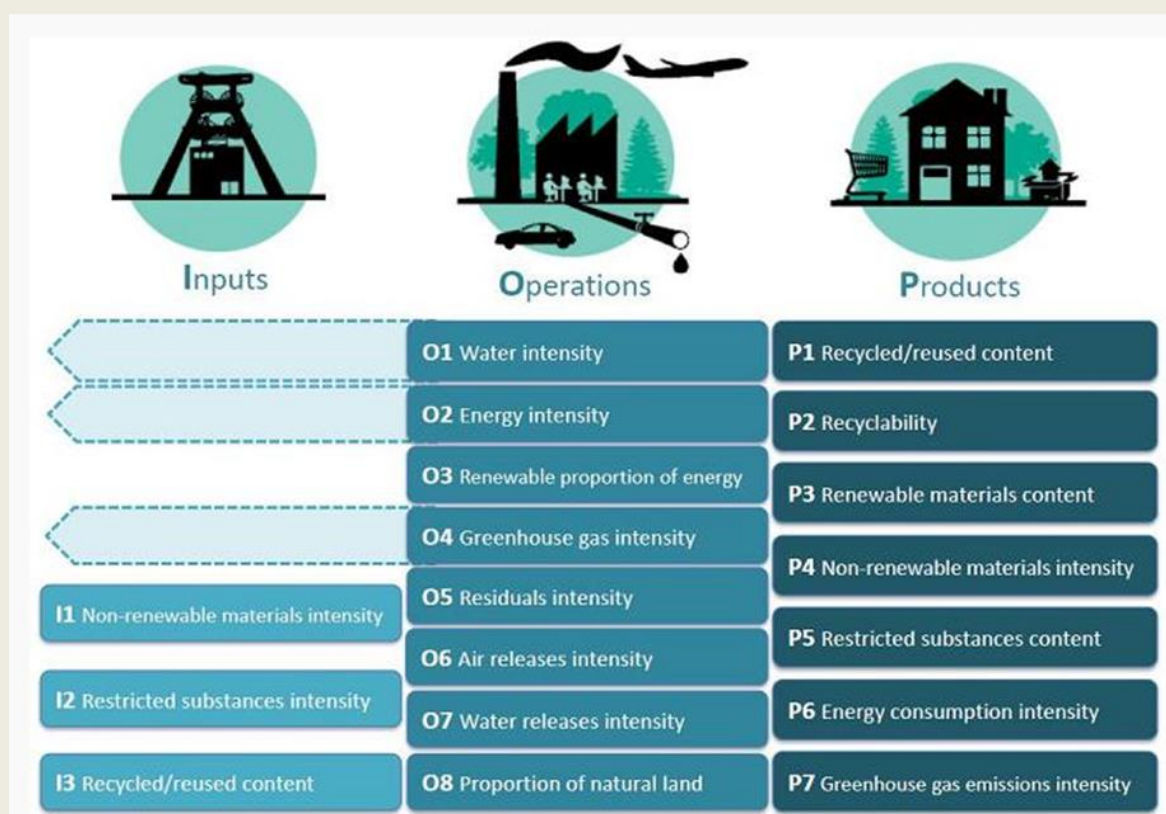 Inputs
Operations
Products
O1 Water intensity
P1 Recycled/reused content
O2 Energy intensity
P2 Recyclability
O3 Renewable proportion of energy
P3 Renewable materials content
O4 Greenhouse gas intensity
P4 Non-renewable materials intensity
I1 Non-renewable materials intensity
O5 Residuals intensity
P5 Restricted substances content
O6 Air releases intensity
I2 Restricted substances intensity
O7 Water releases intensity
P6 Energy consumption intensity
I3 Recycled/reused content
O8 Proportion of natural land
P7 Greenhouse gas emissions intensity